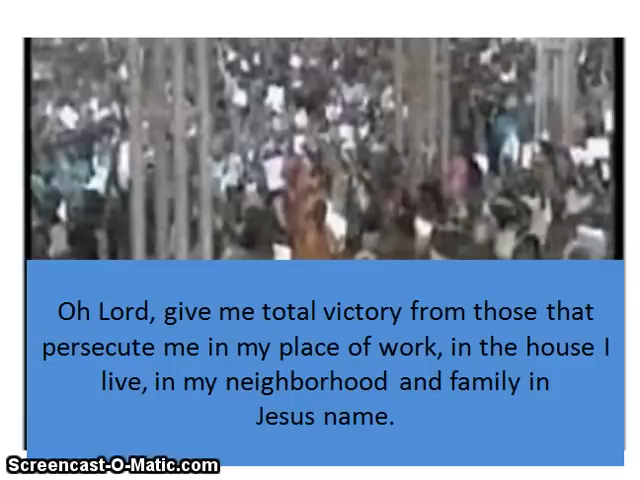 Oh Lord, give me total victory from those that
persecute me in my place of work, in the house I
live, in my neighborhood and family in
Jesus name.
Screencast-O-Matic.com